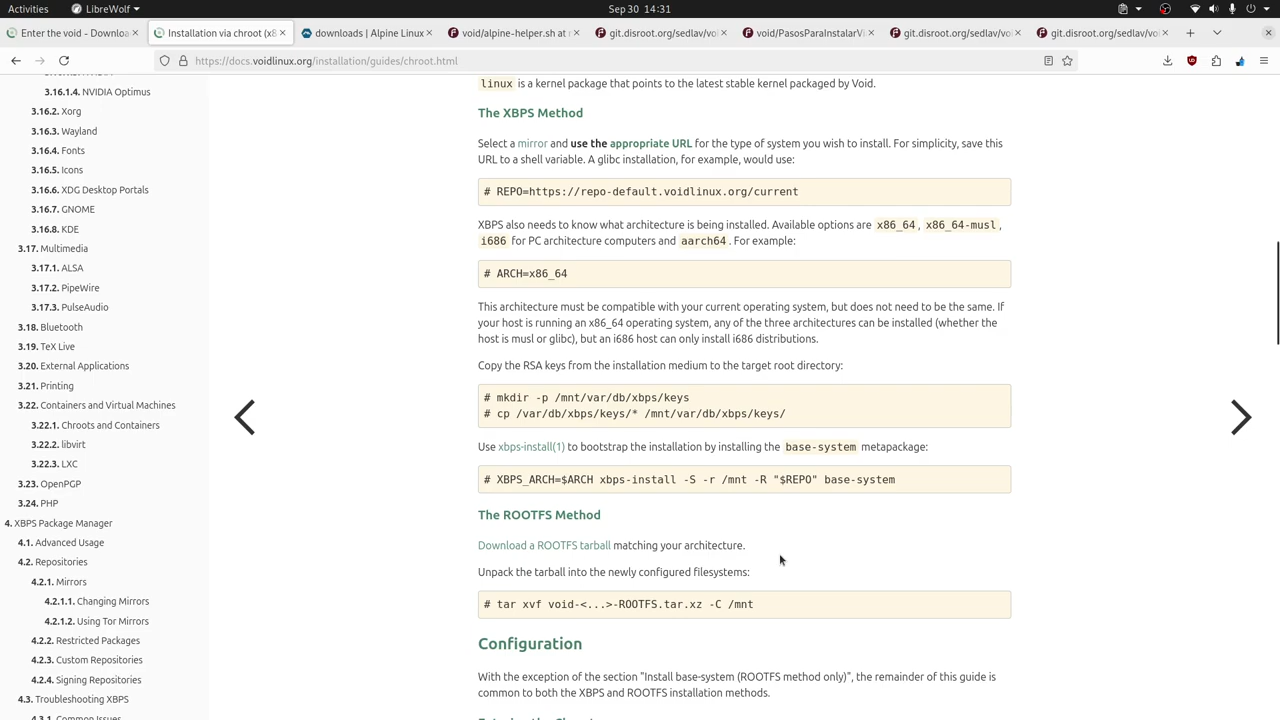 Activities
LibreWolf
Sep 30 14:31
Enter the void - Downloa
Installation via chroot (x8
downloads | Alpine Linux
void/alpine-helper.sh at
git.disroot.org/sedlav/
void/PasosParaInstalarV
git.disroot.org/sedlav/
git.disroot.org/sedlav/
https://docs.voidlinux.org/installation/guides/chroot.html
3.16.1.4. NVIDIA Optimus
3.16.2. Xorg
3.16.3. Wayland
3.16.4. Fonts
3.16.5. Icons
3.16.6. XDG Desktop Portals
3.16.7. GNOME
3.16.8. KDE
3.17. Multimedia
3.17.1. ALSA
3.17.2. PipeWire
3.17.3. PulseAudio
3.18. Bluetooth
3.19. TeX Live
3.20. External Applications
3.21. Printing
3.22. Containers and Virtual Machines
3.22.1. Chroots and Containers
3.22.2. libvirt
3.22.3. LXC
3.23. OpenPGP
3.24. PHP
4. XBPS Package Manager
4.1. Advanced Usage
4.2. Repositories
4.2.1. Mirrors
4.2.1.1. Changing Mirrors
4.2.1.2. Using Tor Mirrors
4.2.2. Restricted Packages
4.2.3. Custom Repositories
4.2.4. Signing Repositories
4.3. Troubleshooting XBPS
4.3.1. Common Issues
linux is a kernel package that points to the latest stable kernel packaged by Void.
The XBPS Method
Select a mirror and use the appropriate URL for the type of system you wish to install. For simplicity, save this
URL to a shell variable. A glibc installation, for example, would use:
# REPO=https://repo-default.voidlinux.org/current
XBPS also needs to know what architecture is being installed. Available options are x86_64, x86_64-musl,
i686 for PC architecture computers and aarch64. For example:
# ARCH=x86_64
This architecture must be compatible with your current operating system, but does not need to be the same. If
your host is running an x86_64 operating system, any of the three architectures can be installed (whether the
host is musl or glibc), but an i686 host can only install i686 distributions.
Copy the RSA keys from the installation medium to the target root directory:
# mkdir -p /mnt/var/db/xbps/keys
# cp /var/db/xbps/keys/* /mnt/var/db/xbps/keys/
Use xbps-install(1) to bootstrap the installation by installing the base-system metapackage:
# XBPS_ARCH=$ARCH xbps-install -S -r /mnt -R "$REPO" base-system
The ROOTFS Method
Download a ROOTFS tarball matching your architecture.
Unpack the tarball into the newly configured filesystems:
# tar xvf void-<...>-ROOTFS.tar.xz -C /mnt
Configuration
With the exception of the section "Install base-system (ROOTFS method only)", the remainder of this guide is
common to both the XBPS and ROOTFS installation methods.